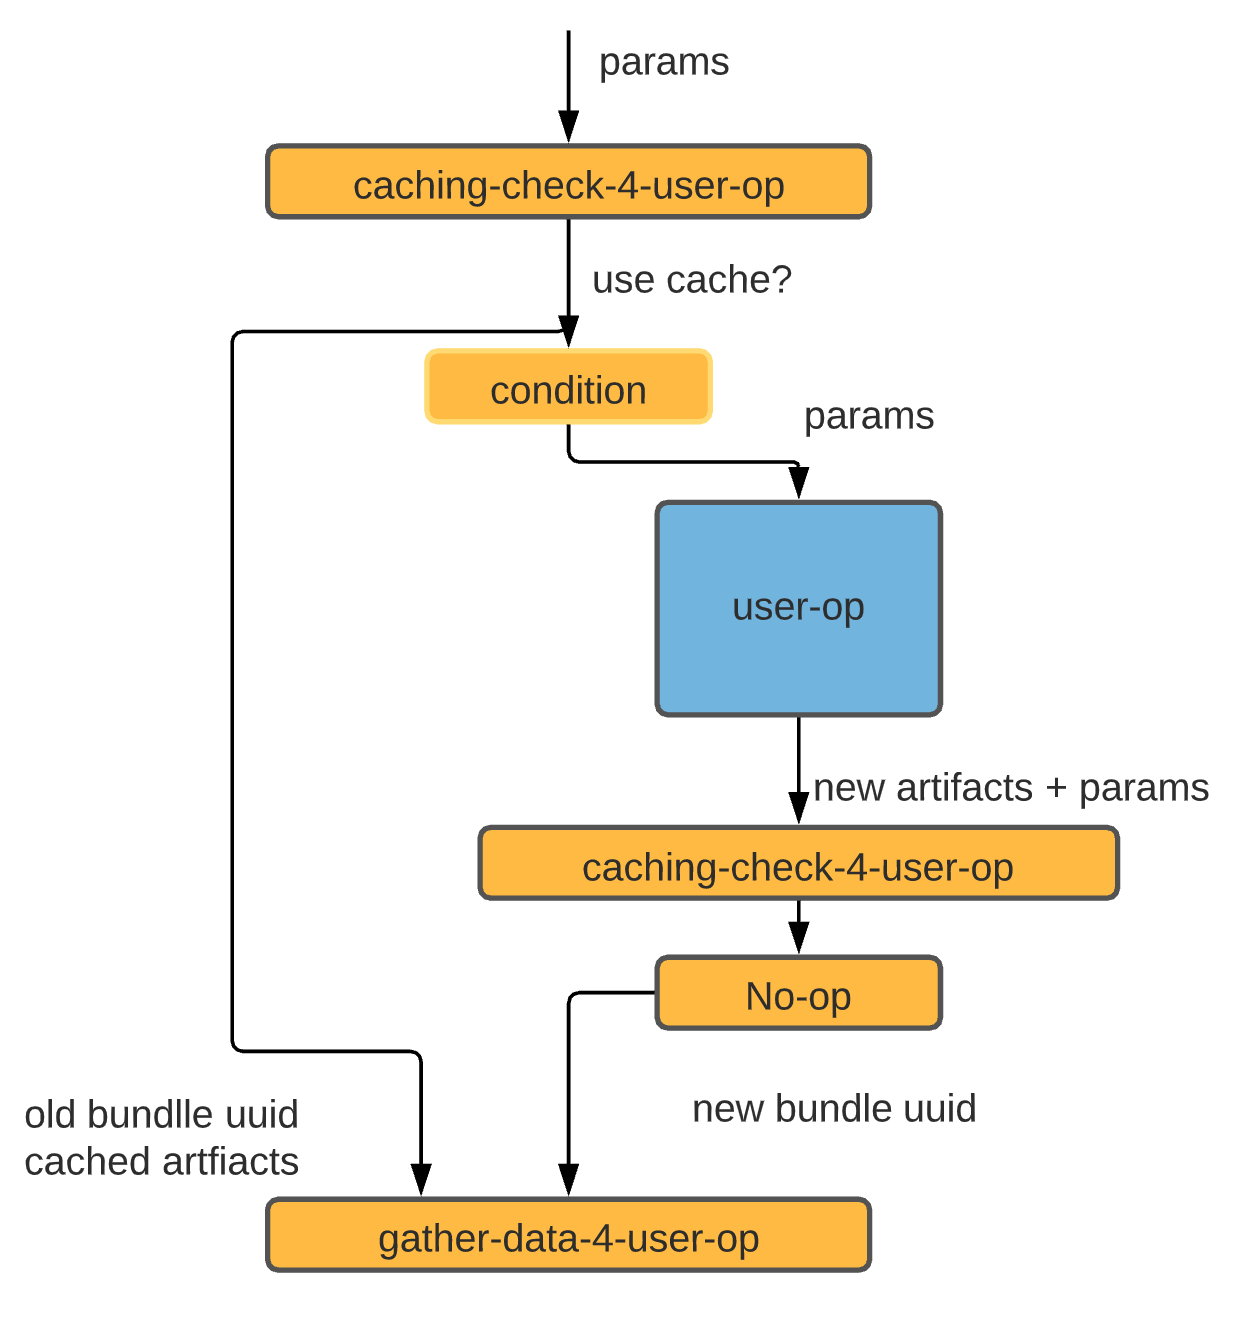 params
caching-check-4-user-op
use cache?
condition
params
user-op
new artifacts + params
caching-check-4-user-op
No-op
old bundlle uuid
cached artfiacts
new bundle uuid
gather-data-4-user-op